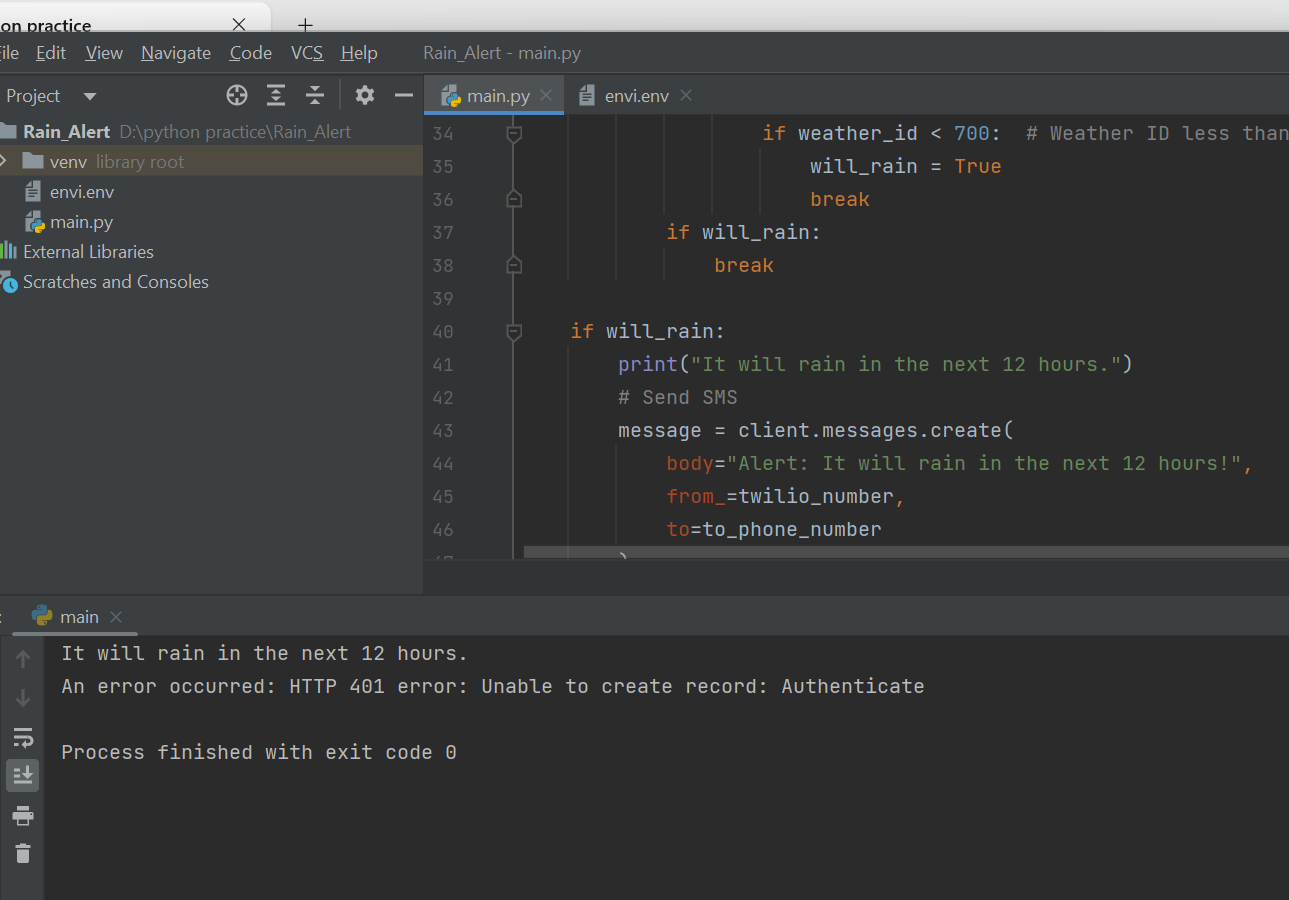 on practice
ile Edit View Navigate Code VCS Help Rain_Alert - main.py
Project main.py envi.env
Rain_Alert D:\python practice\Rain_Alert
venv library root
envi.env
main.py
External Libraries
Scratches and Consoles
34 if weather_id < 700: # Weather ID less than
35 will_rain = True
36 break
37 if will_rain:
38 break
39
40 if will_rain:
41 print("It will rain in the next 12 hours.")
42 # Send SMS
43 message = client.messages.create(
44 body="Alert: It will rain in the next 12 hours!",
45 from_=twilio_number,
46 to=to_phone_number
)
: main
It will rain in the next 12 hours.
An error occurred: HTTP 401 error: Unable to create record: Authenticate
Process finished with exit code 0